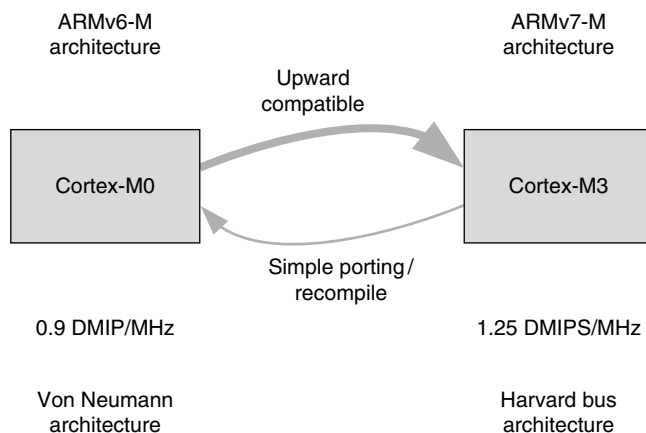 ARMv6-M
architecture
ARMv7-M
architecture
Upward
compatible
Cortex-M0
Cortex-M3
Simple porting/
recompile
0.9 DMIP/MHz
1.25 DMIPS/MHz
Von Neumann
architecture
Harvard bus
architecture